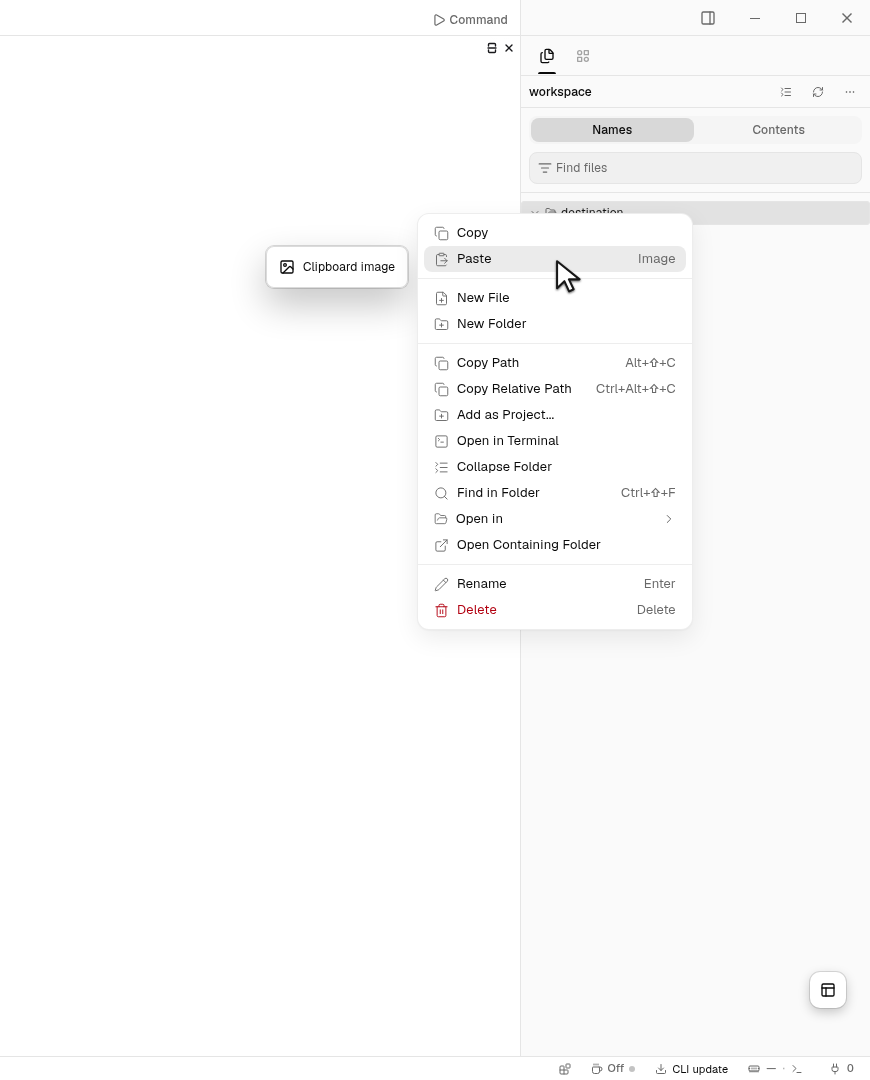 Command
workspace
Names
Contents
Find files
destination
Copy
Paste
Image
Clipboard image
New File
New Folder
Copy Path
Alt+⇧+C
Copy Relative Path
Ctrl+Alt+⇧+C
Add as Project...
Open in Terminal
Collapse Folder
Find in Folder
Ctrl+⇧+F
Open in
Open Containing Folder
Rename
Enter
Delete
Delete
Off
CLI update
— ·
0